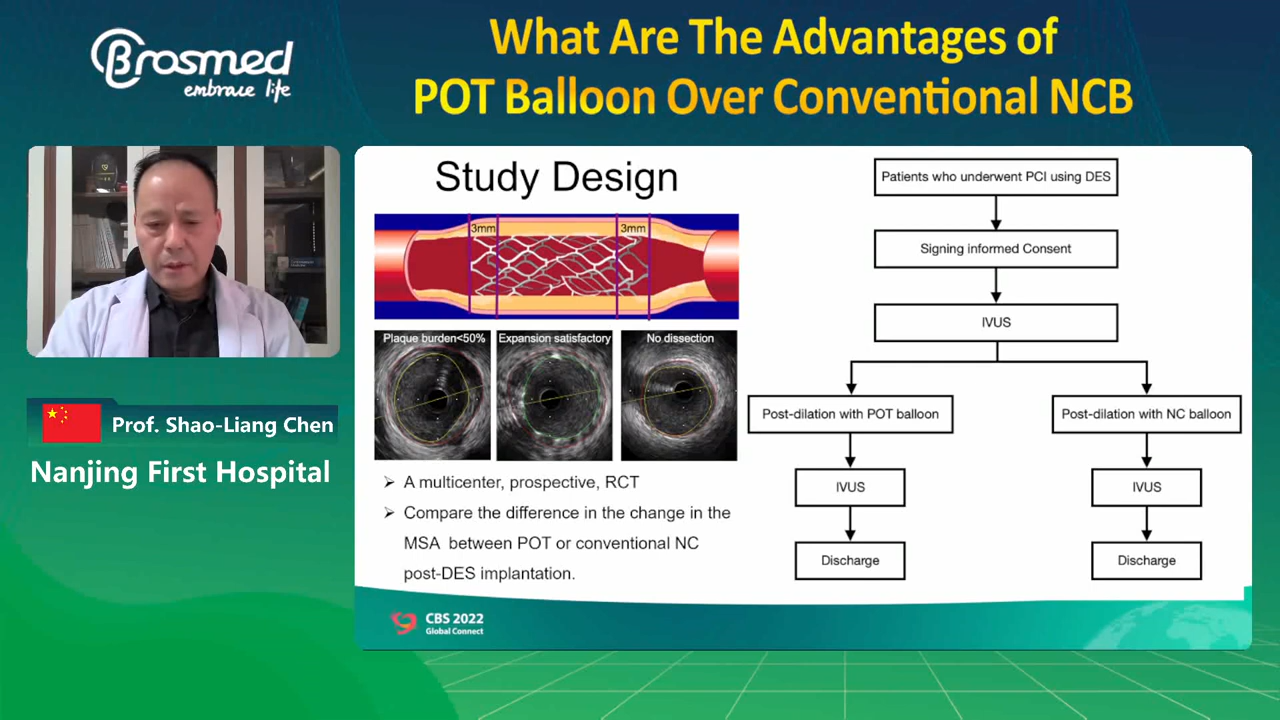 Brosmed
embrace life
What Are The Advantages of
POT Balloon Over Conventional NCB
Prof. Shao-Liang Chen
Nanjing First Hospital
Study Design
3mm
3mm
Plaque burden<50%
Expansion satisfactory
No dissection
➢ A multicenter, prospective, RCT
➢ Compare the difference in the change in the
MSA between POT or conventional NC
post-DES implantation.
Patients who underwent PCI using DES
Signing informed Consent
IVUS
Post-dilation with POT balloon
Post-dilation with NC balloon
IVUS
IVUS
Discharge
Discharge
CBS 2022
Global Connect